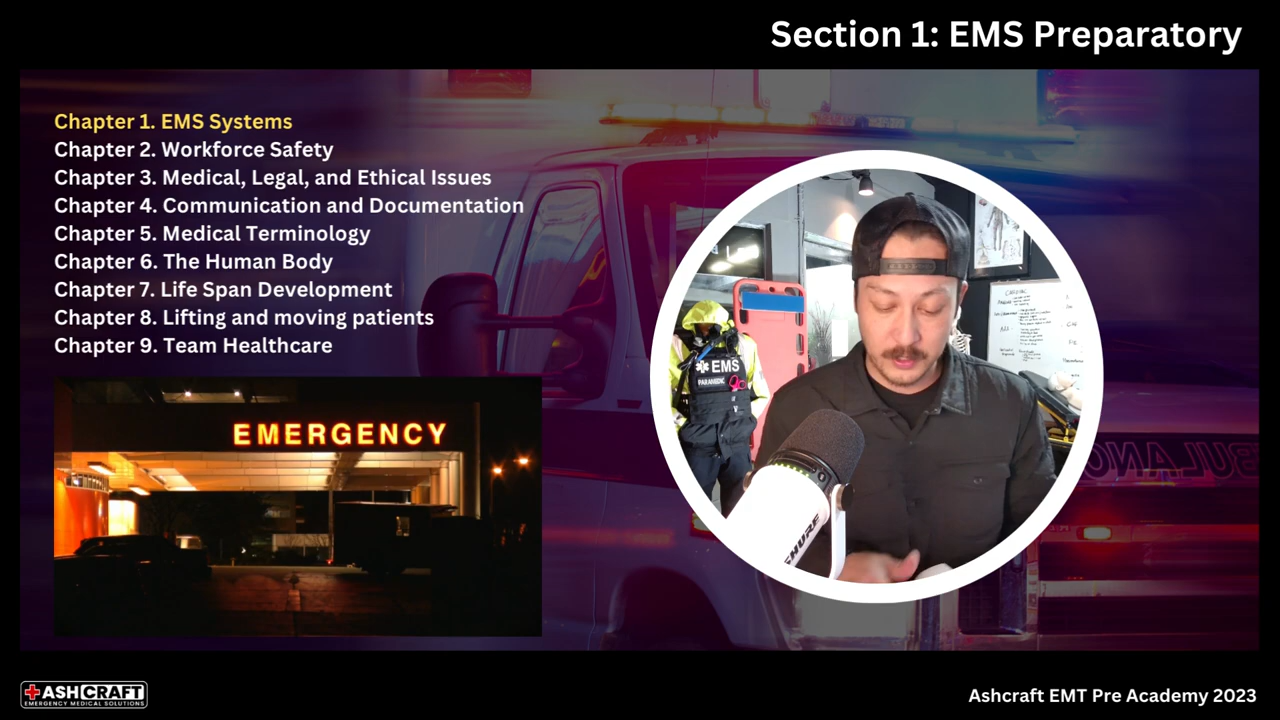 Section 1: EMS Preparatory
Chapter 1. EMS Systems
Chapter 2. Workforce Safety
Chapter 3. Medical, Legal, and Ethical Issues
Chapter 4. Communication and Documentation
Chapter 5. Medical Terminology
Chapter 6. The Human Body
Chapter 7. Life Span Development
Chapter 8. Lifting and moving patients
Chapter 9. Team Healthcare
EMERGENCY
EMS
PARAMEDIC
CARDIAC
SHURE
ASHCRAFT
EMERGENCY MEDICAL SOLUTIONS
Ashcraft EMT Pre Academy 2023